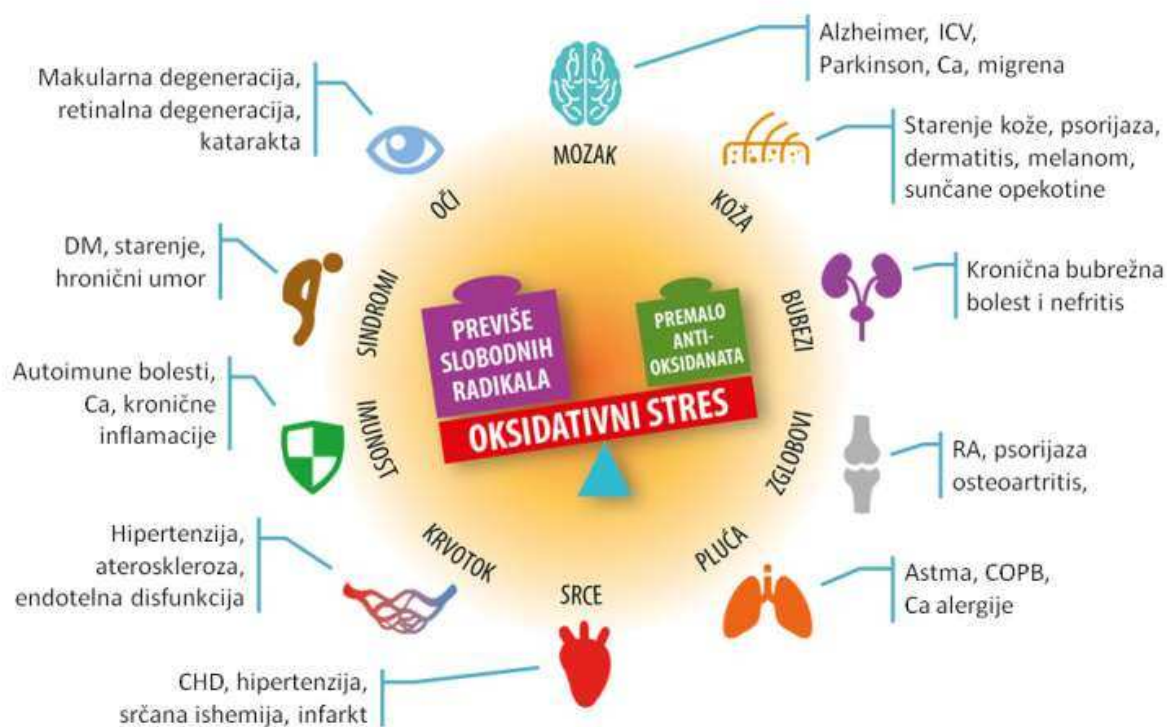 Alzheimer, ICV,
Parkinson, Ca, migrena
MOZAK
Starenje kože, psorijaza,
dermatitis, melanom,
sunčane opekotine
KOŽA
Kronična bubrežna
bolest i nefritis
BUBEZI
RA, psorijaza
osteoartritis,
ZGLOBOVI
Astma, COPB,
Ca alergije
PLUĆA
SRCE
CHD, hipertenzija,
srčana ishemija, infarkt
KRVOTOK
Hipertenzija,
ateroskleroza,
endotelna disfunkcija
IMUNOST
Autoimune bolesti,
Ca, kronične
inflamacije
SINDROMI
DM, starenje,
hronični umor
OČI
Makularna degeneracija,
retinalna degeneracija,
katarakta
PREVIŠE
SLOBODNIH
RADIKALA
PREMALO
ANTI-
OKSIDANATA
OKSIDATIVNI STRES